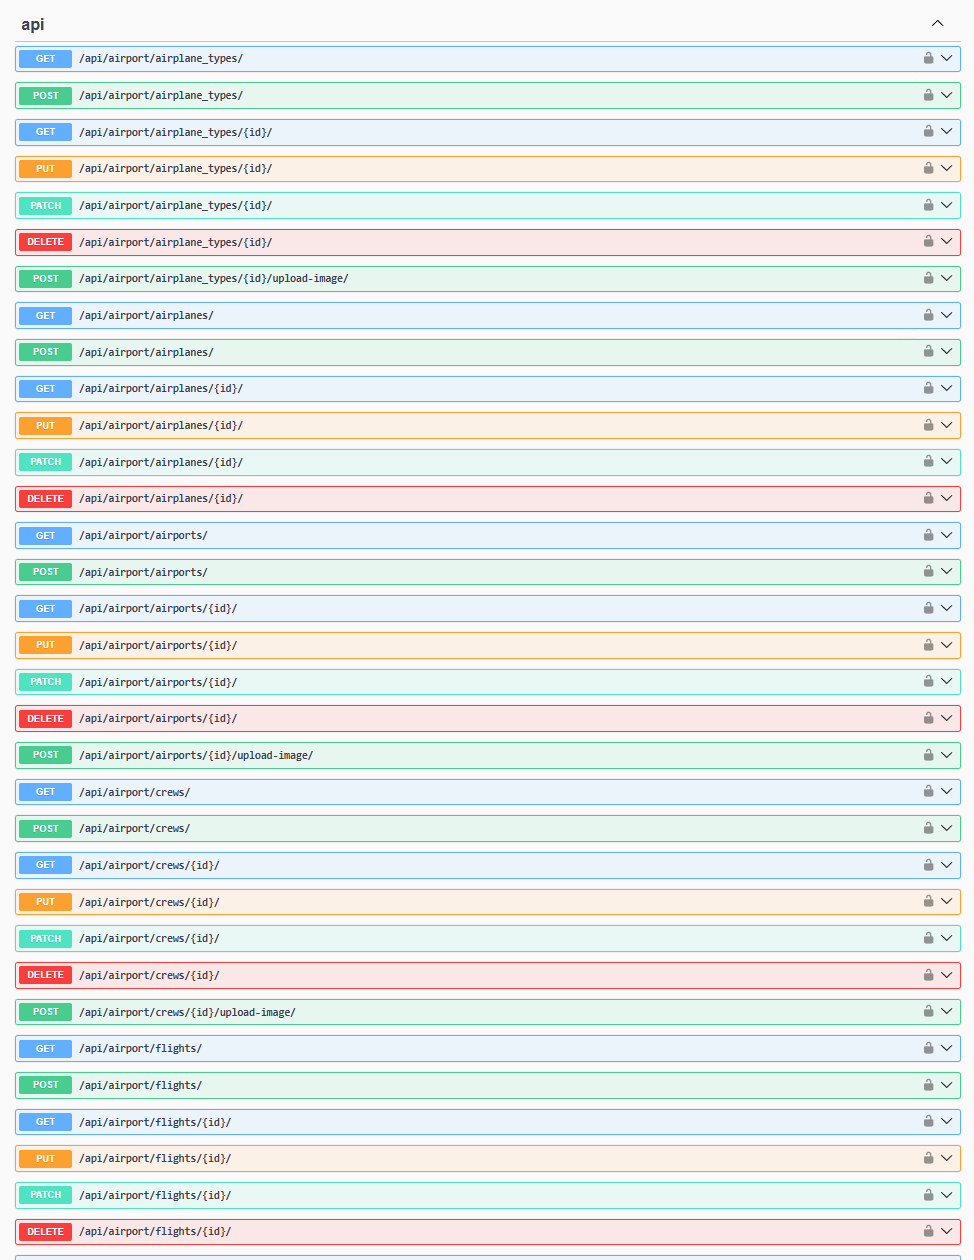 api
GET /api/airport/airplane_types/
POST /api/airport/airplane_types/
GET /api/airport/airplane_types/{id}/
PUT /api/airport/airplane_types/{id}/
PATCH /api/airport/airplane_types/{id}/
DELETE /api/airport/airplane_types/{id}/
POST /api/airport/airplane_types/{id}/upload-image/
GET /api/airport/airplanes/
POST /api/airport/airplanes/
GET /api/airport/airplanes/{id}/
PUT /api/airport/airplanes/{id}/
PATCH /api/airport/airplanes/{id}/
DELETE /api/airport/airplanes/{id}/
GET /api/airport/airports/
POST /api/airport/airports/
GET /api/airport/airports/{id}/
PUT /api/airport/airports/{id}/
PATCH /api/airport/airports/{id}/
DELETE /api/airport/airports/{id}/
POST /api/airport/airports/{id}/upload-image/
GET /api/airport/crews/
POST /api/airport/crews/
GET /api/airport/crews/{id}/
PUT /api/airport/crews/{id}/
PATCH /api/airport/crews/{id}/
DELETE /api/airport/crews/{id}/
POST /api/airport/crews/{id}/upload-image/
GET /api/airport/flights/
POST /api/airport/flights/
GET /api/airport/flights/{id}/
PUT /api/airport/flights/{id}/
PATCH /api/airport/flights/{id}/
DELETE /api/airport/flights/{id}/